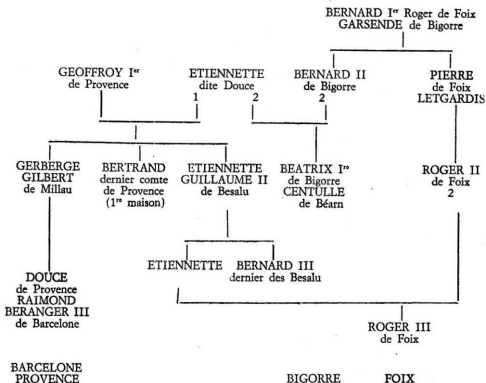 BERNARD Iᵉʳ Roger de Foix
GARSENDE de Bigorre
GEOFFROY Iᵉʳ
de Provence
ETIENNETTE
dite Douce
1 2
BERNARD II
de Bigorre
2
PIERRE
de Foix
LETGARDIS
GERBERGE
GILBERT
de Millau
BERTRAND
dernier comte
de Provence
(1ʳᵉ maison)
ETIENNETTE
GUILLAUME II
de Besalu
BEATRIX Iʳᵉ
de Bigorre
CENTULLE
de Béarn
ROGER II
de Foix
2
ETIENNETTE
BERNARD III
dernier des Besalu
DOUCE
de Provence
RAIMOND
BERANGER III
de Barcelone
ROGER III
de Foix
BARCELONE
PROVENCE
BIGORRE
FOIX